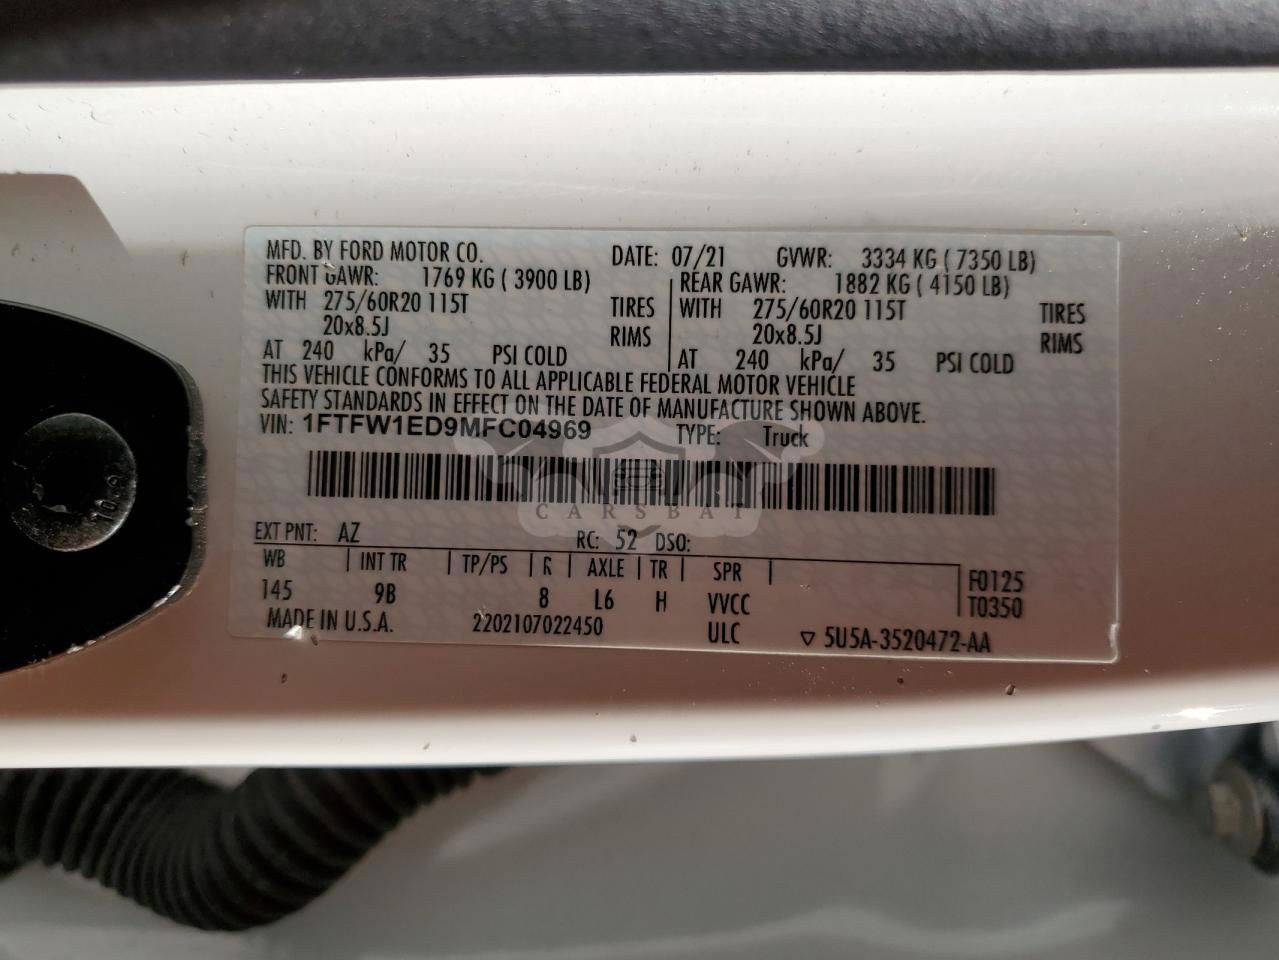 MFD. BY FORD MOTOR CO. DATE: 07/21 GVWR: 3334 KG ( 7350 LB)
FRONT GAWR: 1769 KG ( 3900 LB) REAR GAWR: 1882 KG ( 4150 LB)
WITH 275/60R20 115T TIRES WITH 275/60R20 115T TIRES
20x8.5J RIMS 20x8.5J RIMS
AT 240 kPa/ 35 PSI COLD AT 240 kPa/ 35 PSI COLD
THIS VEHICLE CONFORMS TO ALL APPLICABLE FEDERAL MOTOR VEHICLE
SAFETY STANDARDS IN EFFECT ON THE DATE OF MANUFACTURE SHOWN ABOVE.
VIN: 1FTFW1ED9MFC04969 TYPE: Truck
CARSBAT
EXT PNT: AZ RC: 52 DSO:
WB INT TR TP/PS R AXLE TR SPR F0125
145 9B 8 L6 H VVCC T0350
MADE IN U.S.A. 2202107022450 ULC ▽ 5U5A-3520472-AA
10.9